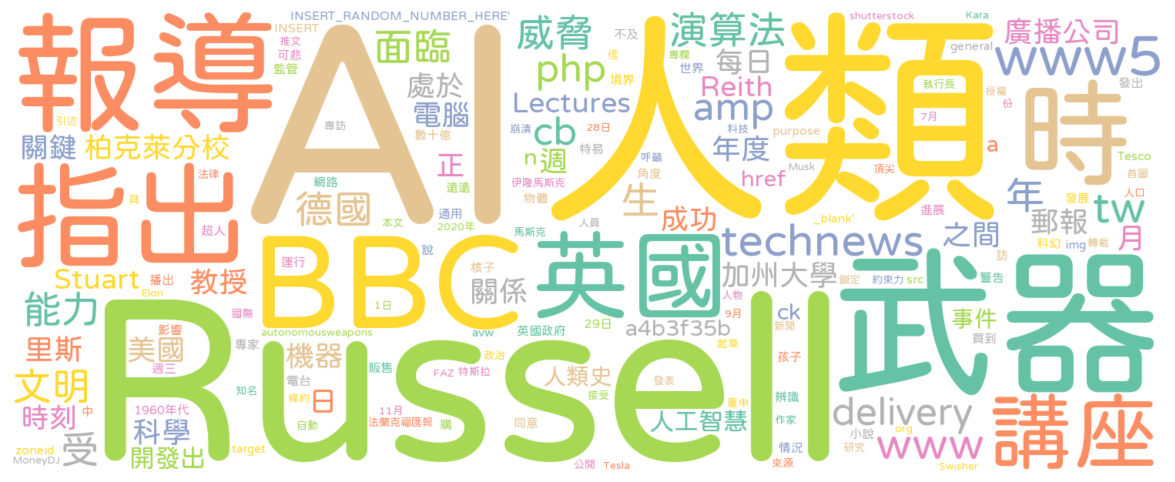 INSERT_RANDOM_NUMBER_HERE'
shutterstock
Kara
報導
AI
人類
INSERT
推文
可悲
監管
面臨
威脅
不及
倍
演算法
專欄
世界
每日
廣播公司
general
www5
發出
php
境界
處於
Reith
執行長
授權
份
引述
專訪
電腦
數十億
Lectures
amp
7月
時
崩潰
28日
科技
purpose
cb
關鍵
柏克萊分校
正
n
週
特易
呼籲
年度
a
Tesco
法律
指出
網路
遠遠
伊隆馬斯克
角度
href
Musk
頂尖
首圖
具
德國
物體
生
年
人口
超人
本文
通用
2020年
人員
成功
_blank'
進展
郵報
發展
tw
馬斯克
technews
之間
科幻
img
轉載
月
說
BBC
英國
訪
Stuart
播出
教授
運行
核子
關係
加州大學
鎖定
約束力
src
警告
武器
Elon
能力
1日
人物
國際
9月
ck
事件
影響
autonomousweapons
avw
英國政府
29日
a4b3f35b
新聞
買到
里斯
美國
專家
機器
政治
起草
週三
販售
FAZ
特斯拉
孩子
文明
知名
電台
人類史
發表
Russell
條約
接受
重申
辨識
時刻
中
1960年代
日
11月
法蘭克福匯報
購
同意
人工智慧
作家
delivery
講座
科學
自動
小說
org
受
zoneid
開發出
target
情況
研究
www
MoneyDJ
公開
Tesla
來源
Swisher